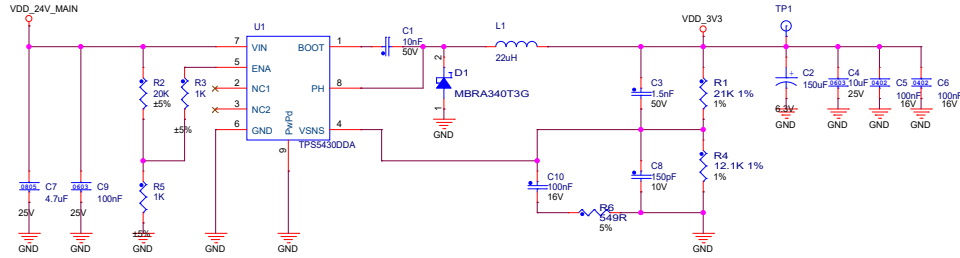 VDD_24V_MAIN
U1
7
VIN
BOOT
1
5
ENA
2
NC1
PH
8
3
NC2
6
GND
VSNS
4
PwPd
9
TPS5430DDA
R2
20K
±5%
R3
1K
±5%
R5
1K
±5%
0805
C7
4.7uF
25V
0603
C9
100nF
25V
GND
GND
GND
GND
GND
C1
10nF
50V
2
D1
MBRA340T3G
1
GND
L1
22uH
VDD_3V3
TP1
C3
1.5nF
50V
R1
21K 1%
1%
C2
150uF
6.3V
+
0603
C4
10uF
25V
0402
C5
100nF
16V
0402
C6
100nF
16V
GND
GND
GND
GND
C10
100nF
16V
C8
150pF
10V
R4
12.1K 1%
1%
R6
549R
5%
GND